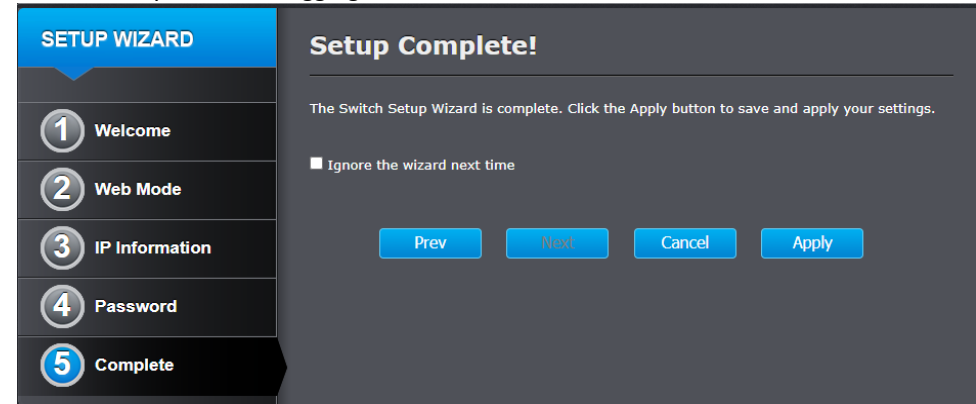 SETUP WIZARD
1 Welcome
2 Web Mode
3 IP Information
4 Password
5 Complete
Setup Complete!
The Switch Setup Wizard is complete. Click the Apply button to save and apply your settings.
Ignore the wizard next time
Prev Next Cancel Apply